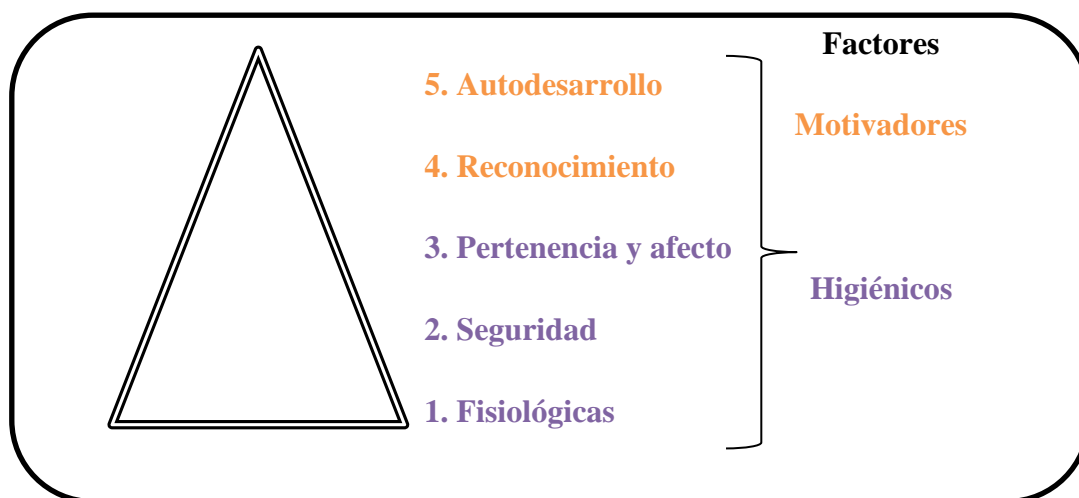 Factores
5. Autodesarrollo
Motivadores
4. Reconocimiento
3. Pertenencia y afecto
Higiénicos
2. Seguridad
1. Fisiológicas